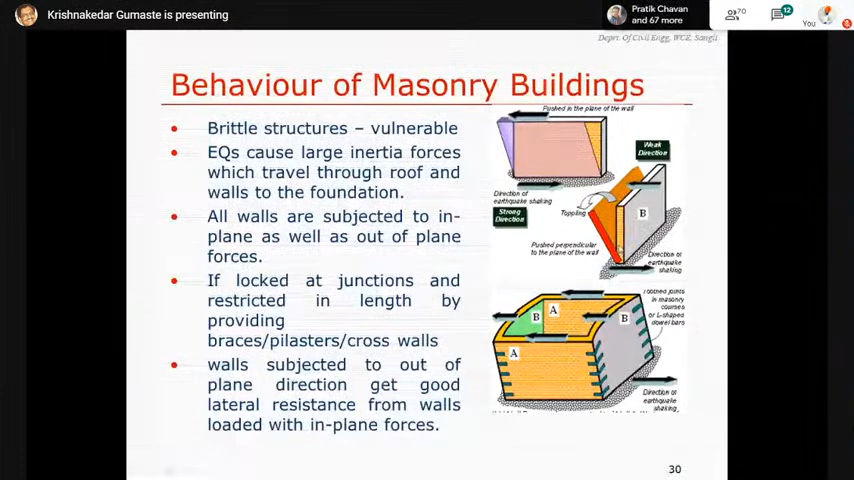 Krishnakedar Gumaste is presenting
Pratik Chavan
and 67 more
70
12
You
Deptt. Of Civil Engg, WCE, Sangli
Behaviour of Masonry Buildings
• Brittle structures – vulnerable
• EQs cause large inertia forces
which travel through roof and
walls to the foundation.
• All walls are subjected to in-
plane as well as out of plane
forces.
• If locked at junctions and
restricted in length by
providing
braces/pilasters/cross walls
• walls subjected to out of
plane direction get good
lateral resistance from walls
loaded with in-plane forces.
Pushed in the plane of the wall
Direction of
earthquake shaking
Strong
Direction
Weak
Direction
B
Toppling
Pushed perpendicular
to the plane of the wall
Direction of
earthquake
shaking
Toothed joints
in masonry
courses
or L-shaped
dowel bars
B
A
B
A
Direction of
earthquake
shaking
30